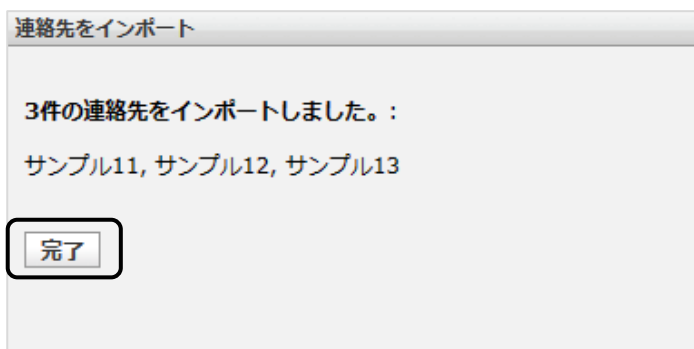 連絡先をインポート
3件の連絡先をインポートしました。:
サンプル11, サンプル12, サンプル13
完了